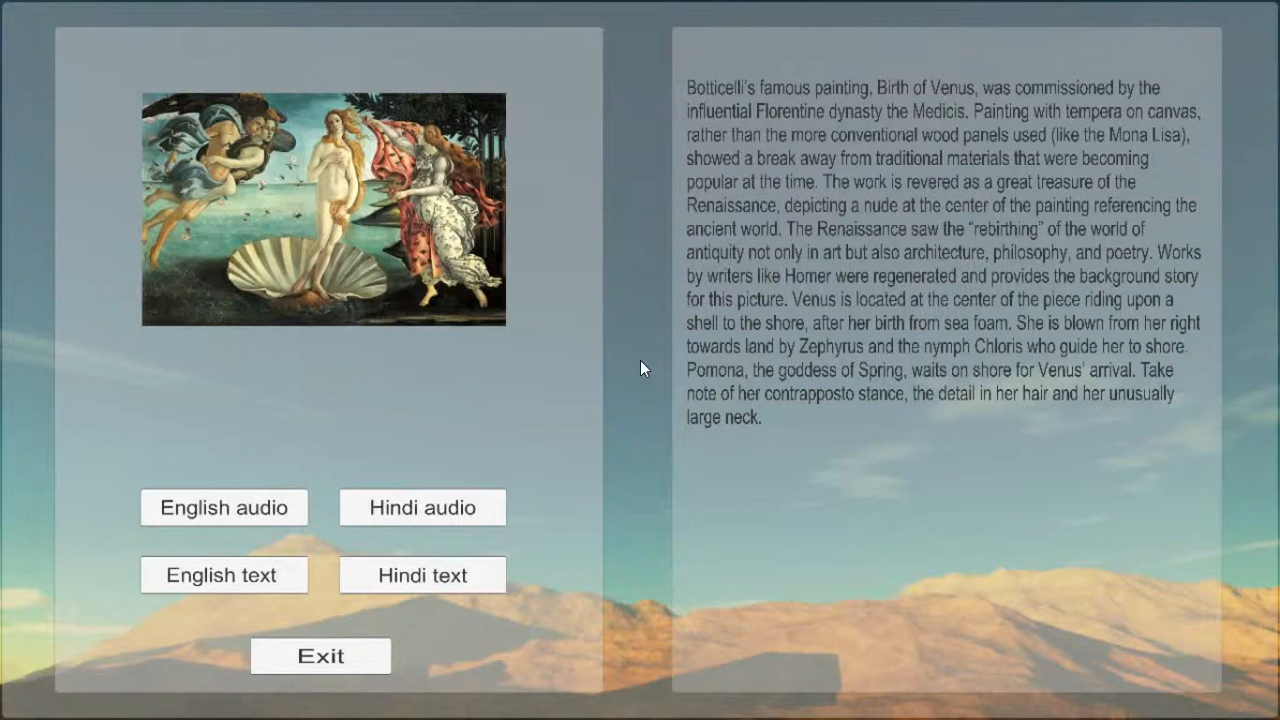 Botticelli's famous painting, Birth of Venus, was commissioned by the
influential Florentine dynasty the Medicis. Painting with tempera on canvas,
rather than the more conventional wood panels used (like the Mona Lisa),
showed a break away from traditional materials that were becoming
popular at the time. The work is revered as a great treasure of the
Renaissance, depicting a nude at the center of the painting referencing the
ancient world. The Renaissance saw the “rebirthing” of the world of
antiquity not only in art but also architecture, philosophy, and poetry. Works
by writers like Homer were regenerated and provides the background story
for this picture. Venus is located at the center of the piece riding upon a
shell to the shore, after her birth from sea foam. She is blown from her right
towards land by Zephyrus and the nymph Chloris who guide her to shore.
Pomona, the goddess of Spring, waits on shore for Venus' arrival. Take
note of her contrapposto stance, the detail in her hair and her unusually
large neck.
English audio
Hindi audio
English text
Hindi text
Exit